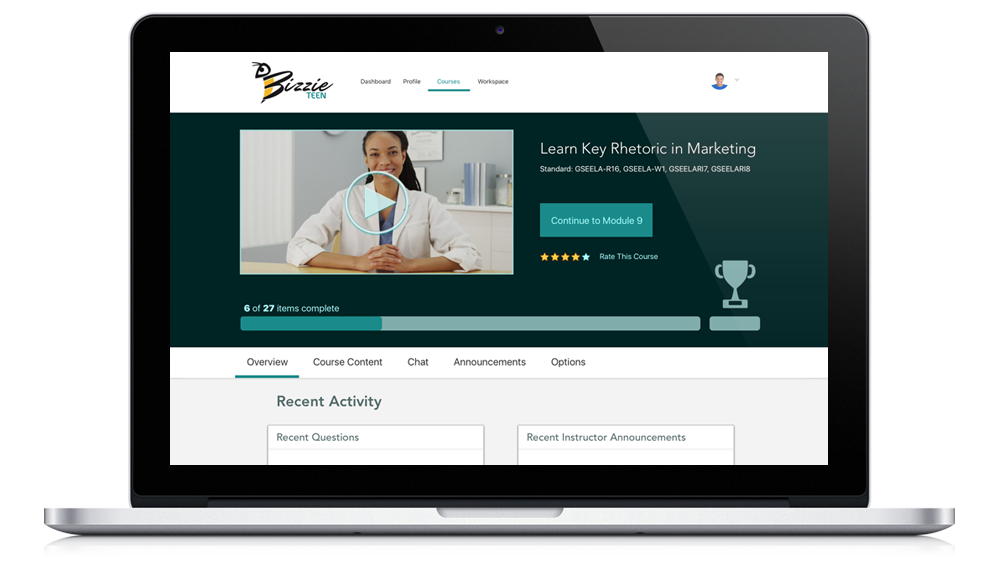 Bizzie
TEEN
Dashboard Profile Courses Workspace
Learn Key Rhetoric in Marketing
Standard: GSEELA-R16, GSEELA-W1, GSEELARI7, GSEELARI8
Continue to Module 9
Rate This Course
6 of 27 items complete
Overview Course Content Chat Announcements Options
Recent Activity
Recent Questions Recent Instructor Announcements